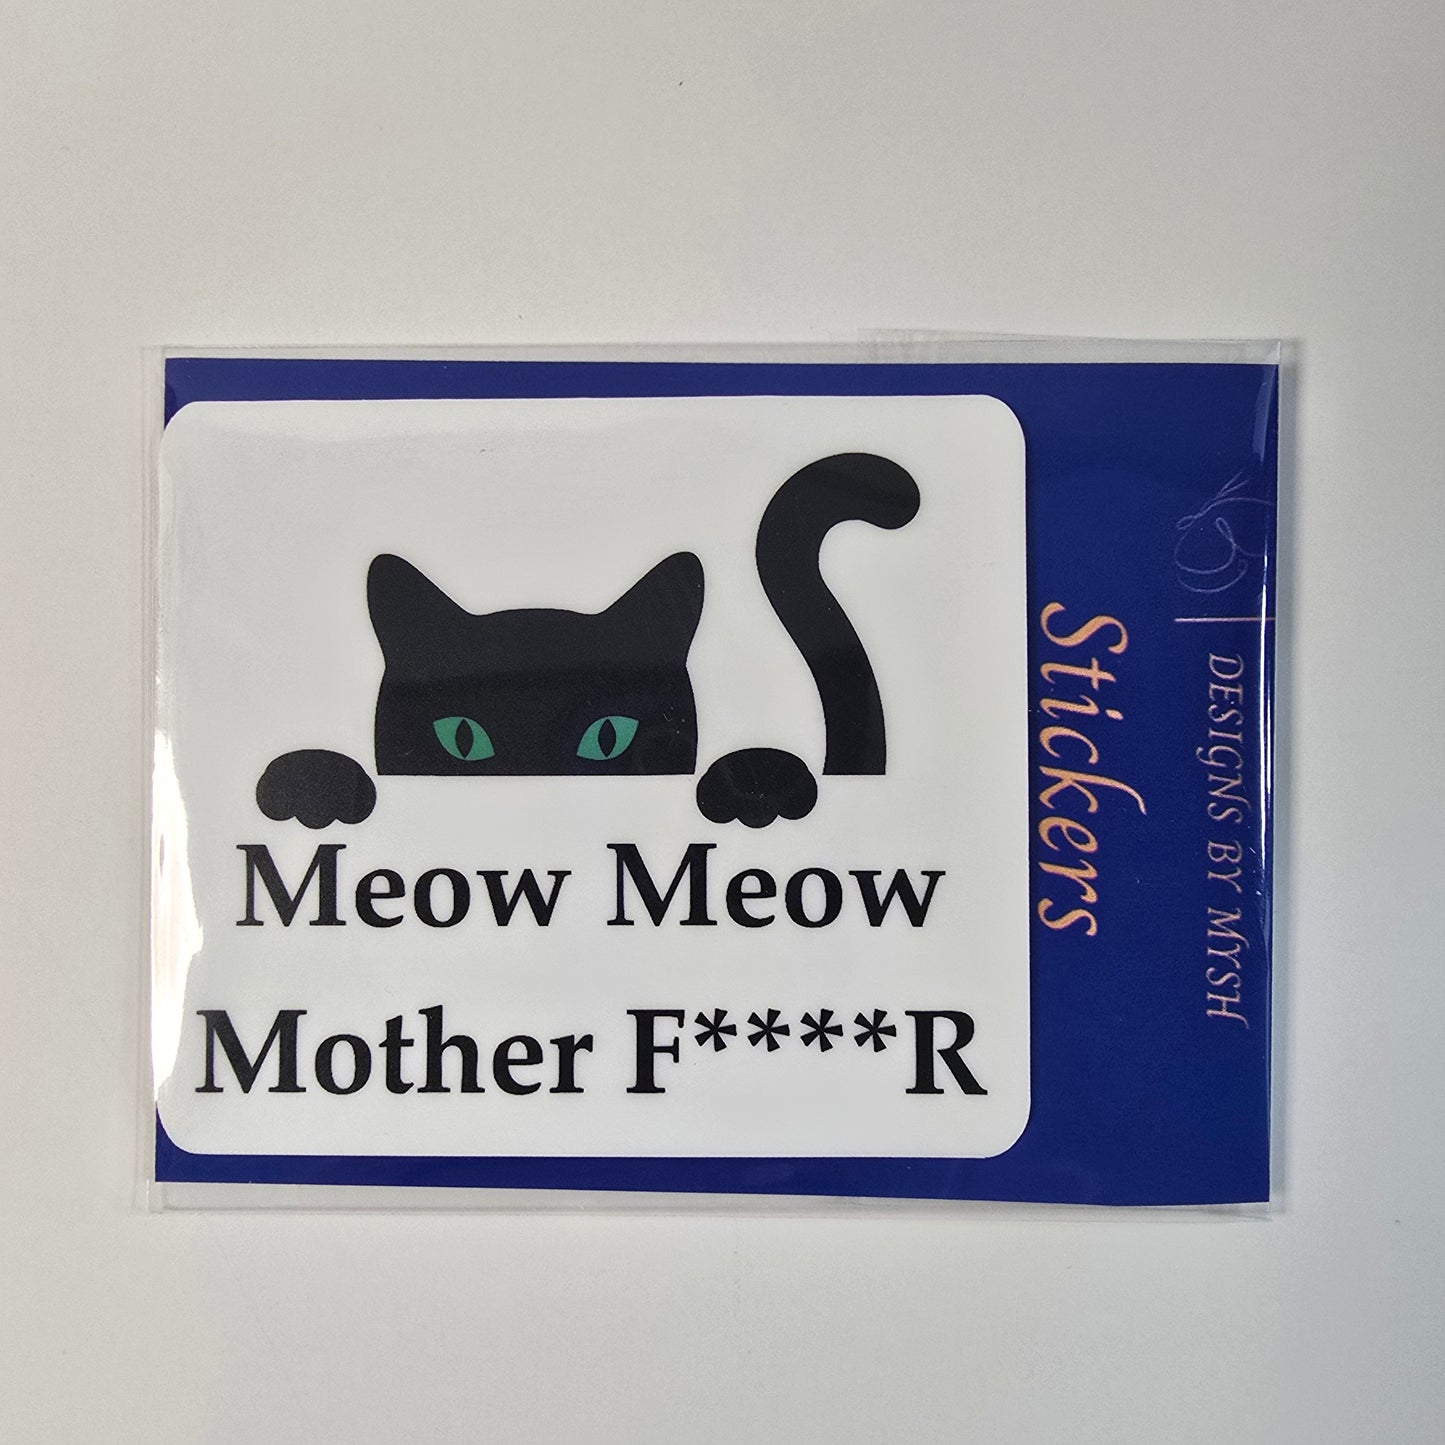 Meow Meow
Mother F****R
Stickers
DESIGNS BY MYSH